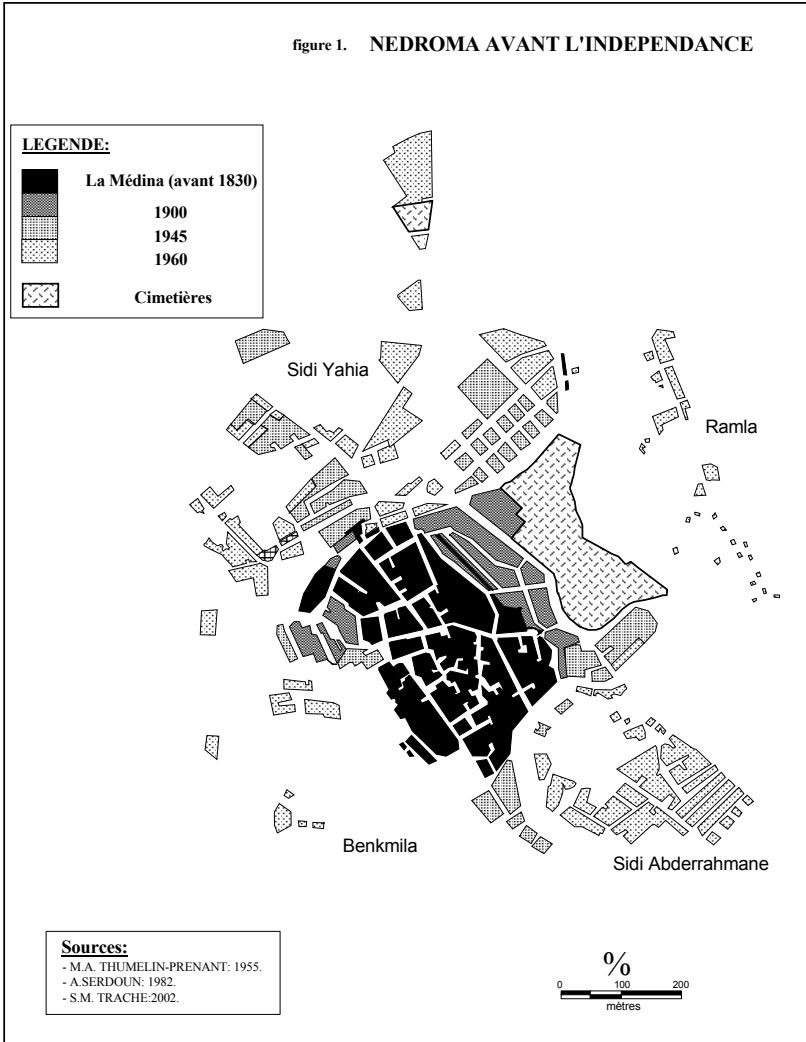 figure 1. NEDROMA AVANT L'INDEPENDANCE
LEGENDE:
La Médina (avant 1830)
1900
1945
1960
Cimetières
Sidi Yahia
Ramla
Benkmila
Sidi Abderrahmane
Sources:
- M.A. THUMELIN-PRENANT: 1955.
- A.SERDOUN: 1982.
- S.M. TRACHE:2002.
%
0 100 200
mètres